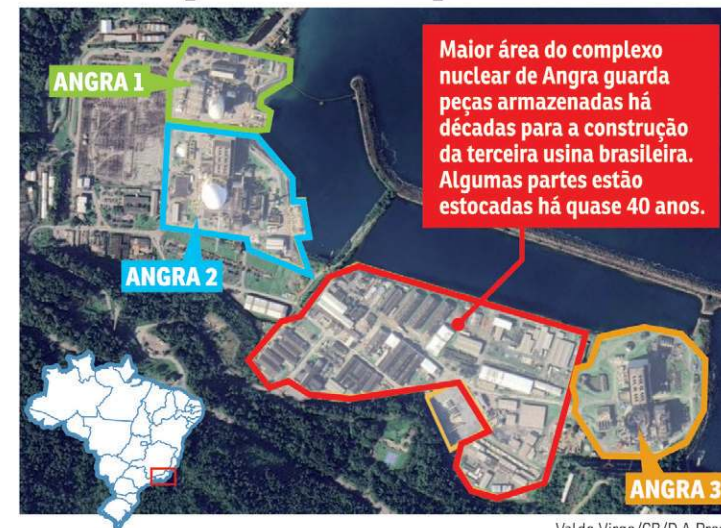 ANGRA 1
Maior área do complexo
nuclear de Angra guarda
peças armazenadas há
décadas para a construção
da terceira usina brasileira.
Algumas partes estão
estocadas há quase 40 anos.
ANGRA 2
ANGRA 3